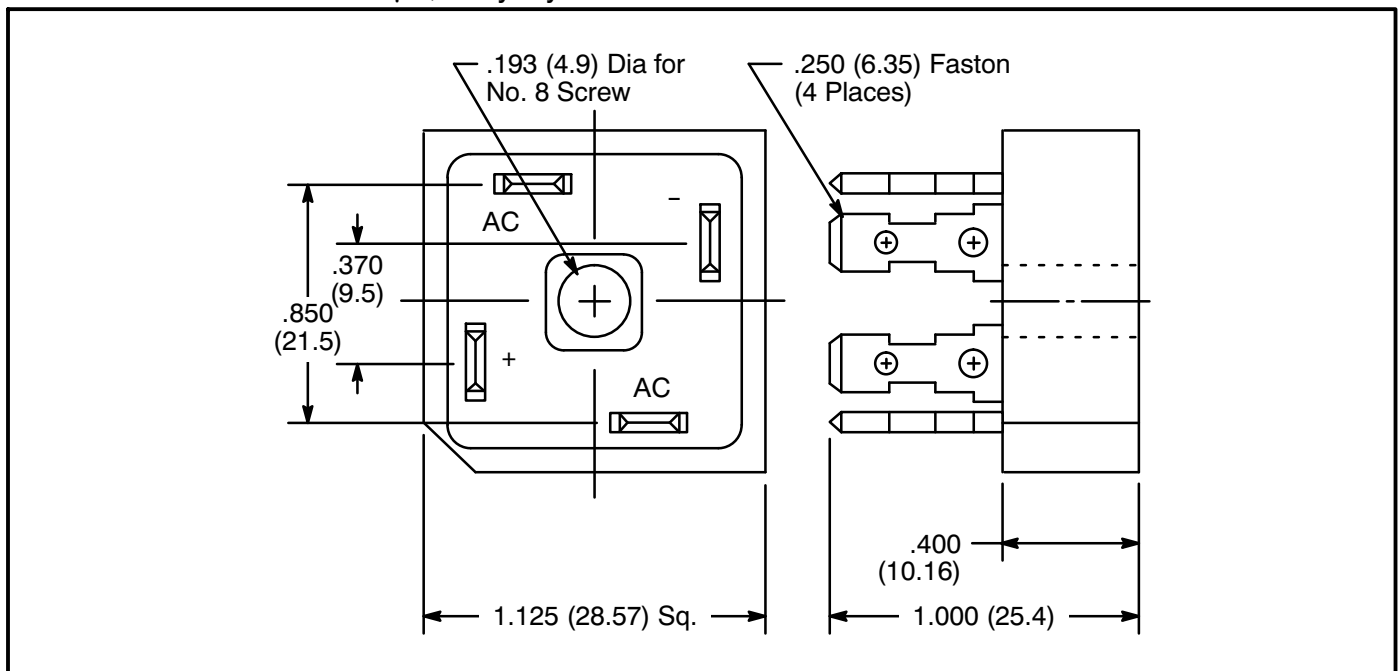 .193 (4.9) Dia for
No. 8 Screw
.250 (6.35) Faston
(4 Places)
AC
–
.370
(9.5)
.850
(21.5)
+
AC
.400
(10.16)
1.125 (28.57) Sq.
1.000 (25.4)